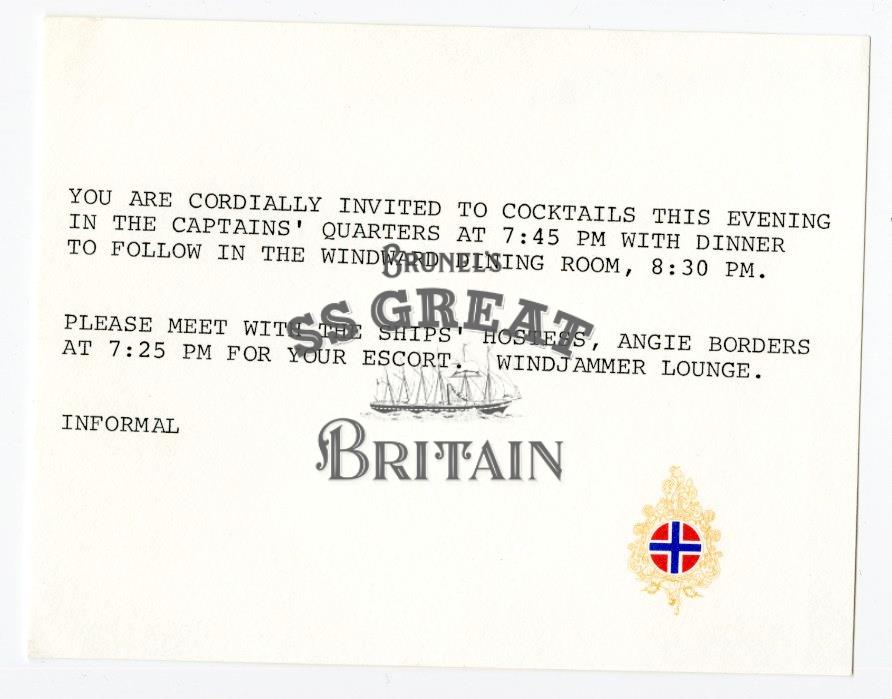 YOU ARE CORDIALLY INVITED TO COCKTAILS THIS EVENING
IN THE CAPTAINS' QUARTERS AT 7:45 PM WITH DINNER
TO FOLLOW IN THE WINDWARD DINING ROOM, 8:30 PM.
PLEASE MEET WITH THE SHIPS' HOSTESS, ANGIE BORDERS
AT 7:25 PM FOR YOUR ESCORT. WINDJAMMER LOUNGE.
INFORMAL
BRUNEL'S
SS GREAT
BRITAIN